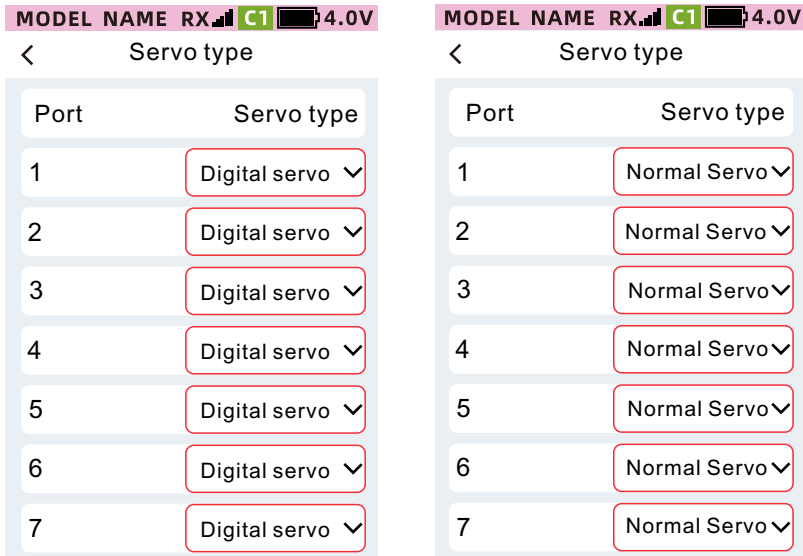 MODEL NAME RX C1 4.0V
Servo type
Port Servo type
1 Digital servo
2 Digital servo
3 Digital servo
4 Digital servo
5 Digital servo
6 Digital servo
7 Digital servo
MODEL NAME RX C1 4.0V
Servo type
Port Servo type
1 Normal Servo
2 Normal Servo
3 Normal Servo
4 Normal Servo
5 Normal Servo
6 Normal Servo
7 Normal Servo